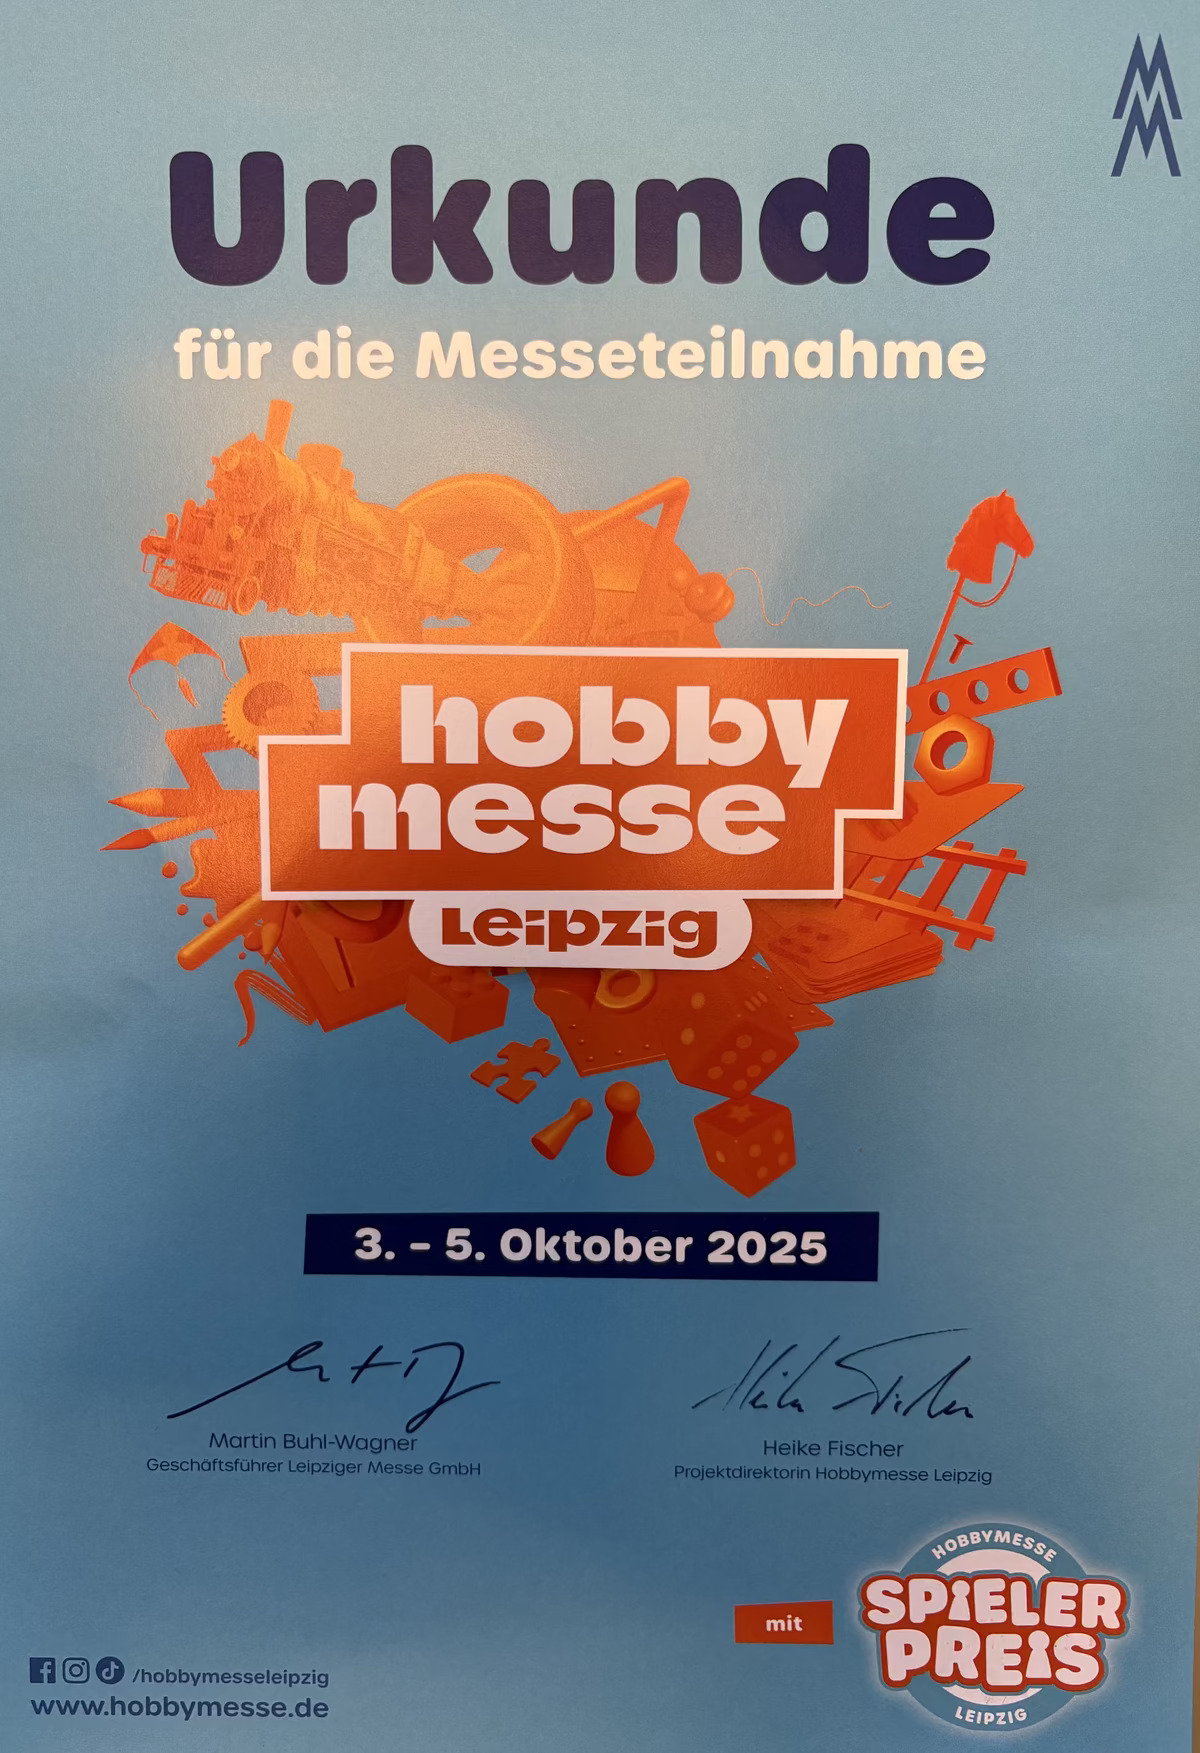 Urkunde
für die Messeteilnahme
hobby
messe
Leipzig
3. – 5. Oktober 2025
Martin Buhl-Wagner
Geschäftsführer Leipziger Messe GmbH
Heike Fischer
Projektdirektorin Hobbymesse Leipzig
mit
HOBBYMESSE
SPIELER
PREIS
LEIPZIG
/hobbymesseleipzig
www.hobbymesse.de